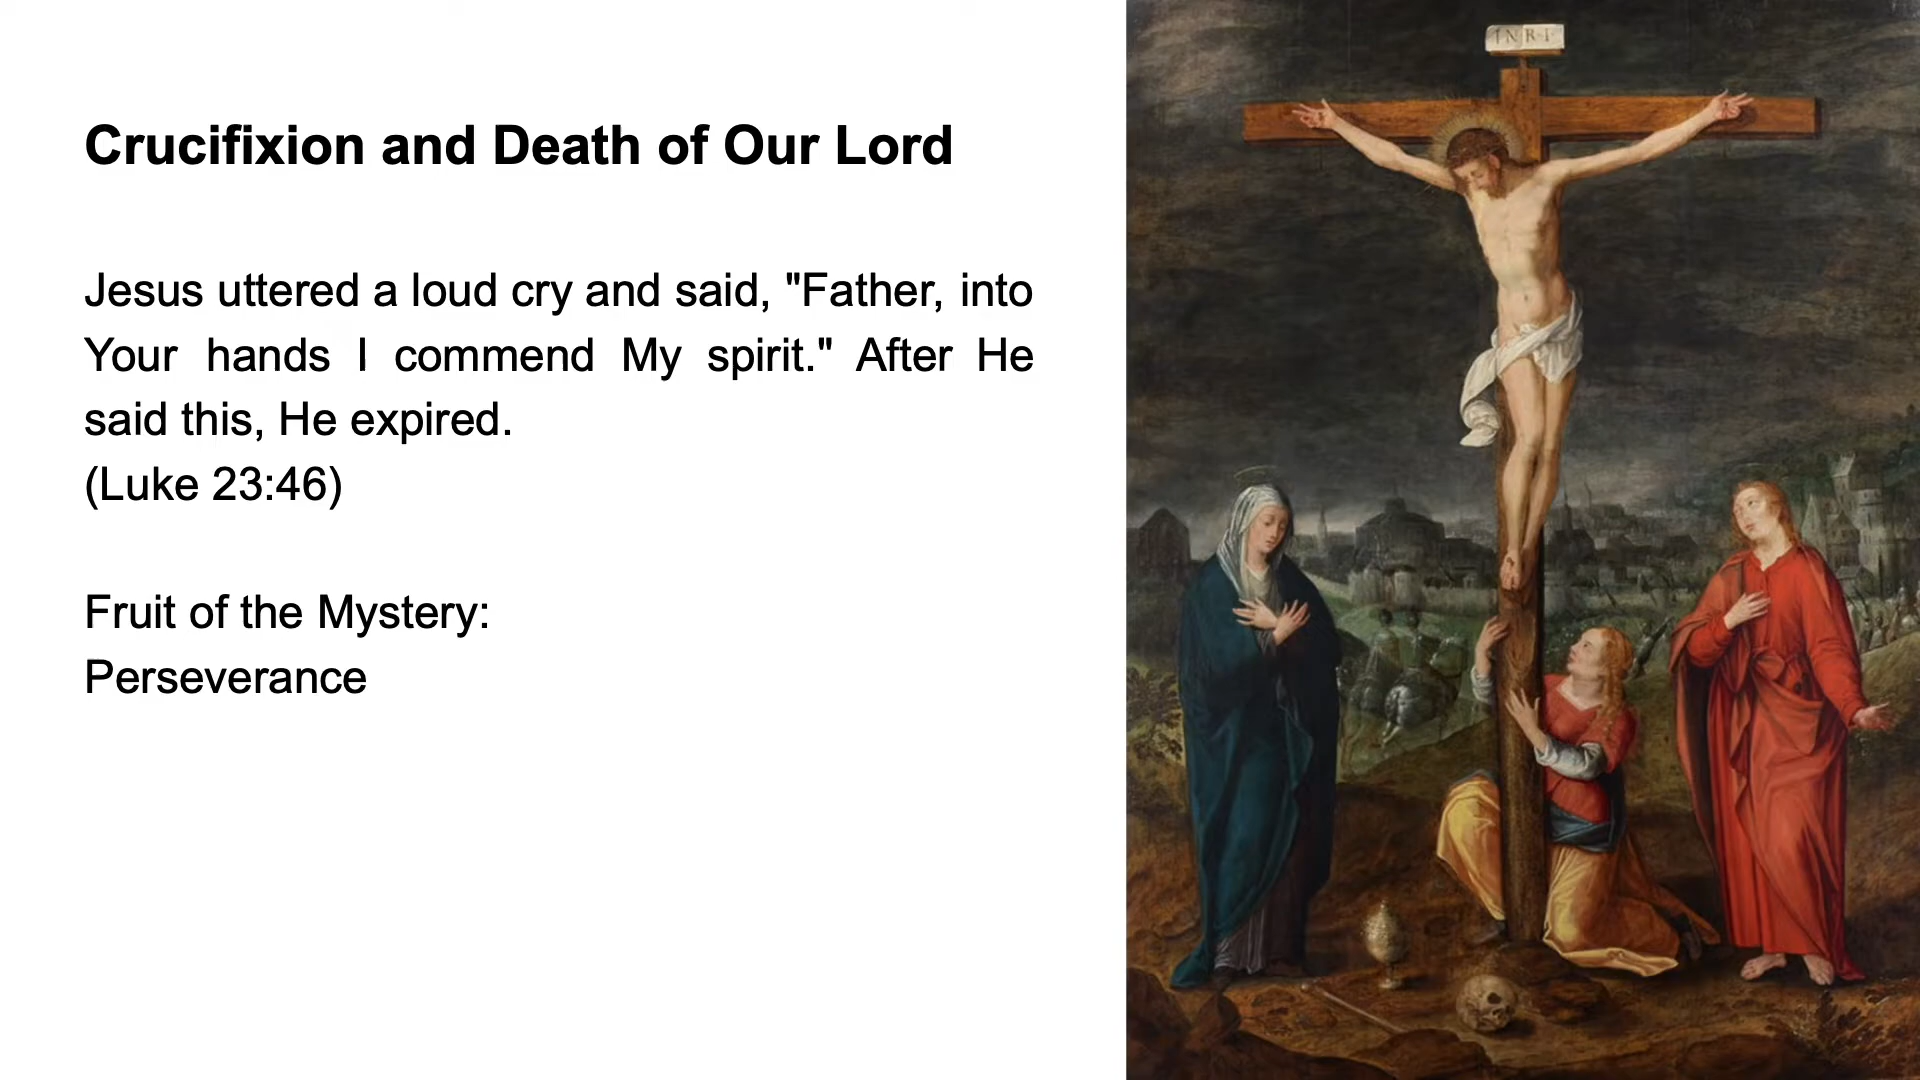 Crucifixion and Death of Our Lord
Jesus uttered a loud cry and said, "Father, into
Your hands I commend My spirit." After He
said this, He expired.
(Luke 23:46)
Fruit of the Mystery:
Perseverance
INRI